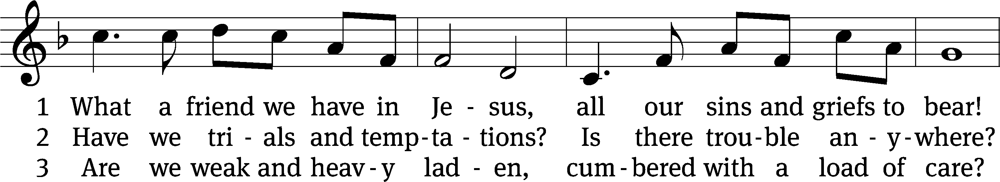 1 What a friend we have in Je - sus, all our sins and griefs to bear!
2 Have we tri - als and temp - ta - tions? Is there trou - ble an - y - where?
3 Are we weak and heav - y lad - en, cum - bered with a load of care?